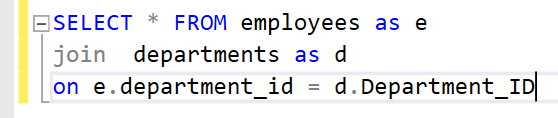 SELECT * FROM employees as e
join  departments as d
on e.department_id = d.Department_ID